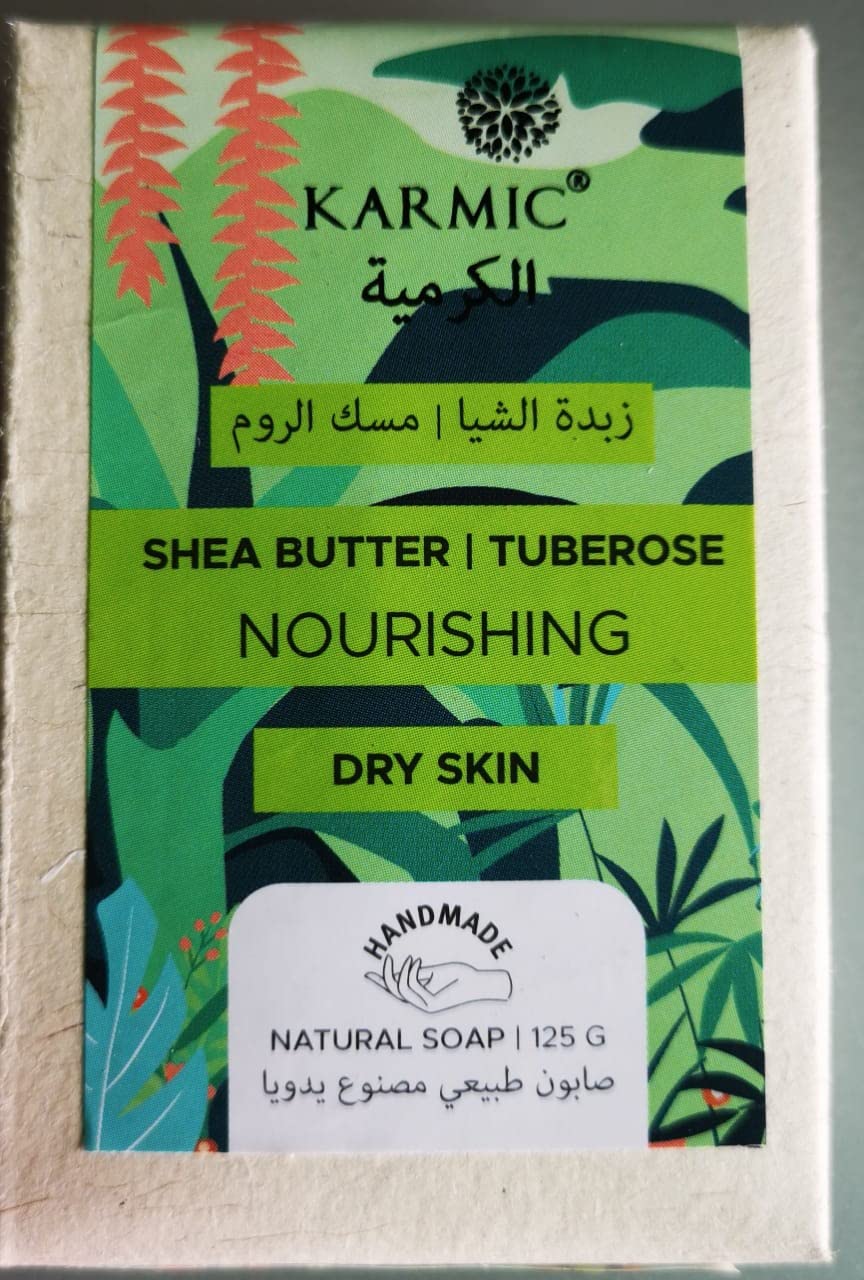 KARMIC®
الكرمية
زبدة الشيا | مسك الروم
SHEA BUTTER | TUBEROSE
NOURISHING
DRY SKIN
HANDMADE
NATURAL SOAP | 125 G
صابون طبيعي مصنوع يدويا